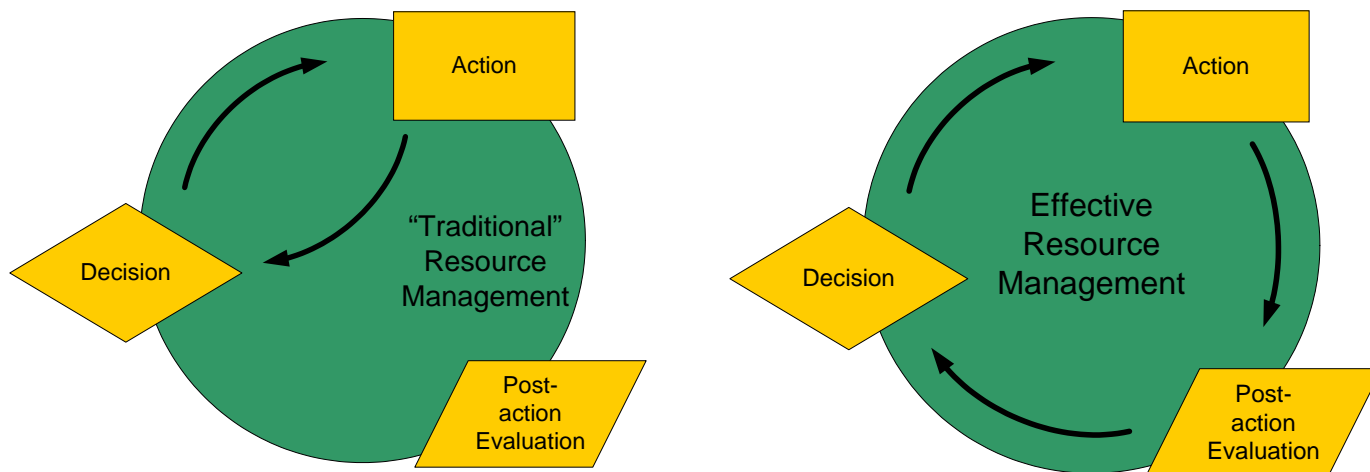 Action
“Traditional”
Resource
Management
Decision
Post-
action
Evaluation
Action
Effective
Resource
Management
Decision
Post-
action
Evaluation